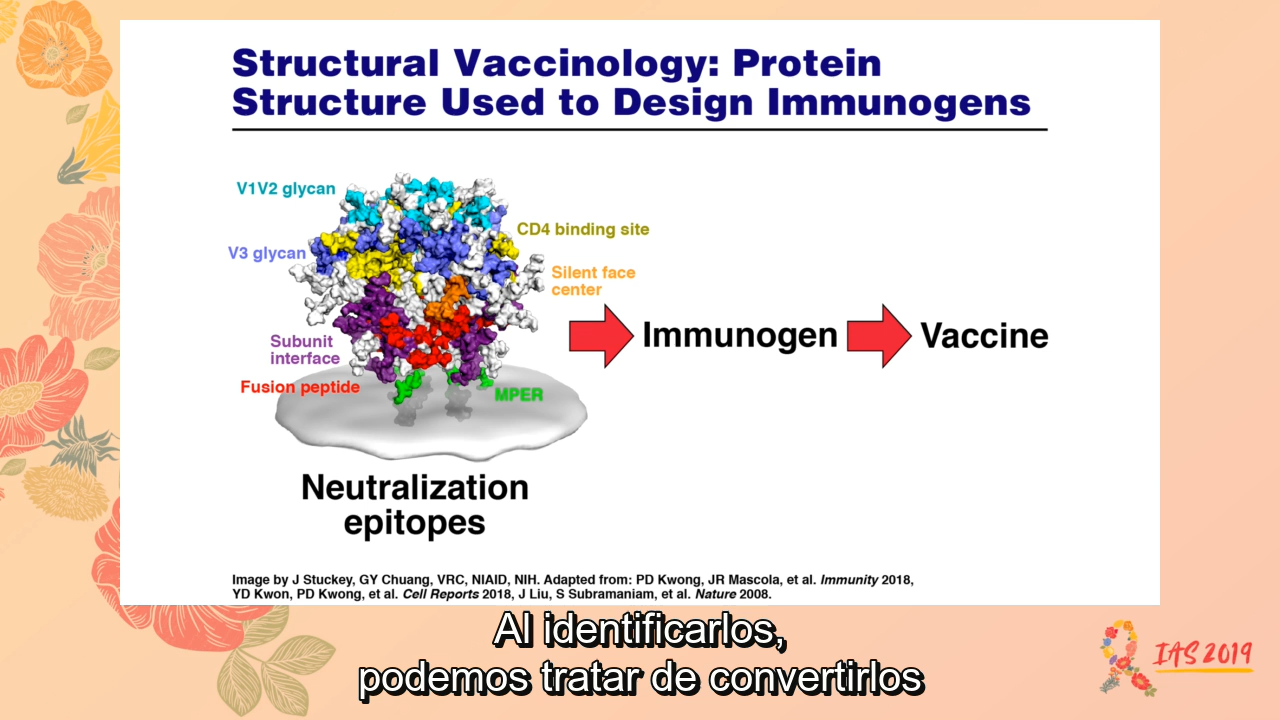 Structural Vaccinology: Protein
Structure Used to Design Immunogens
V1V2 glycan
CD4 binding site
V3 glycan
Silent face
center
Immunogen
Vaccine
Subunit
interface
Fusion peptide
MPER
Neutralization
epitopes
Image by J Stuckey, GY Chuang, VRC, NIAID, NIH. Adapted from: PD Kwong, JR Mascola, et al. Immunity 2018,
YD Kwon, PD Kwong, et al. Cell Reports 2018, J Liu, S Subramaniam, et al. Nature 2008.
Al identificarlos,
podemos tratar de convertirlos
IAS 2019